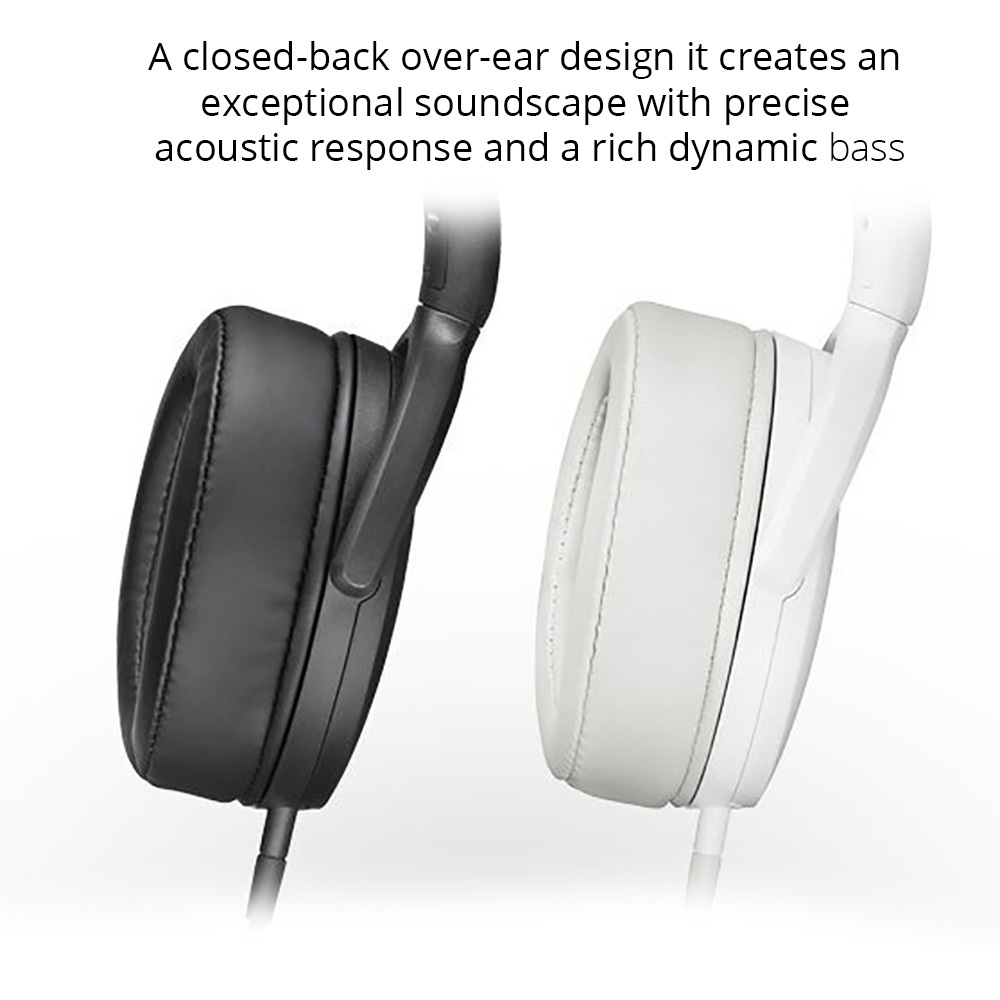 A closed-back over-ear design it creates an
exceptional soundscape with precise
acoustic response and a rich dynamic bass